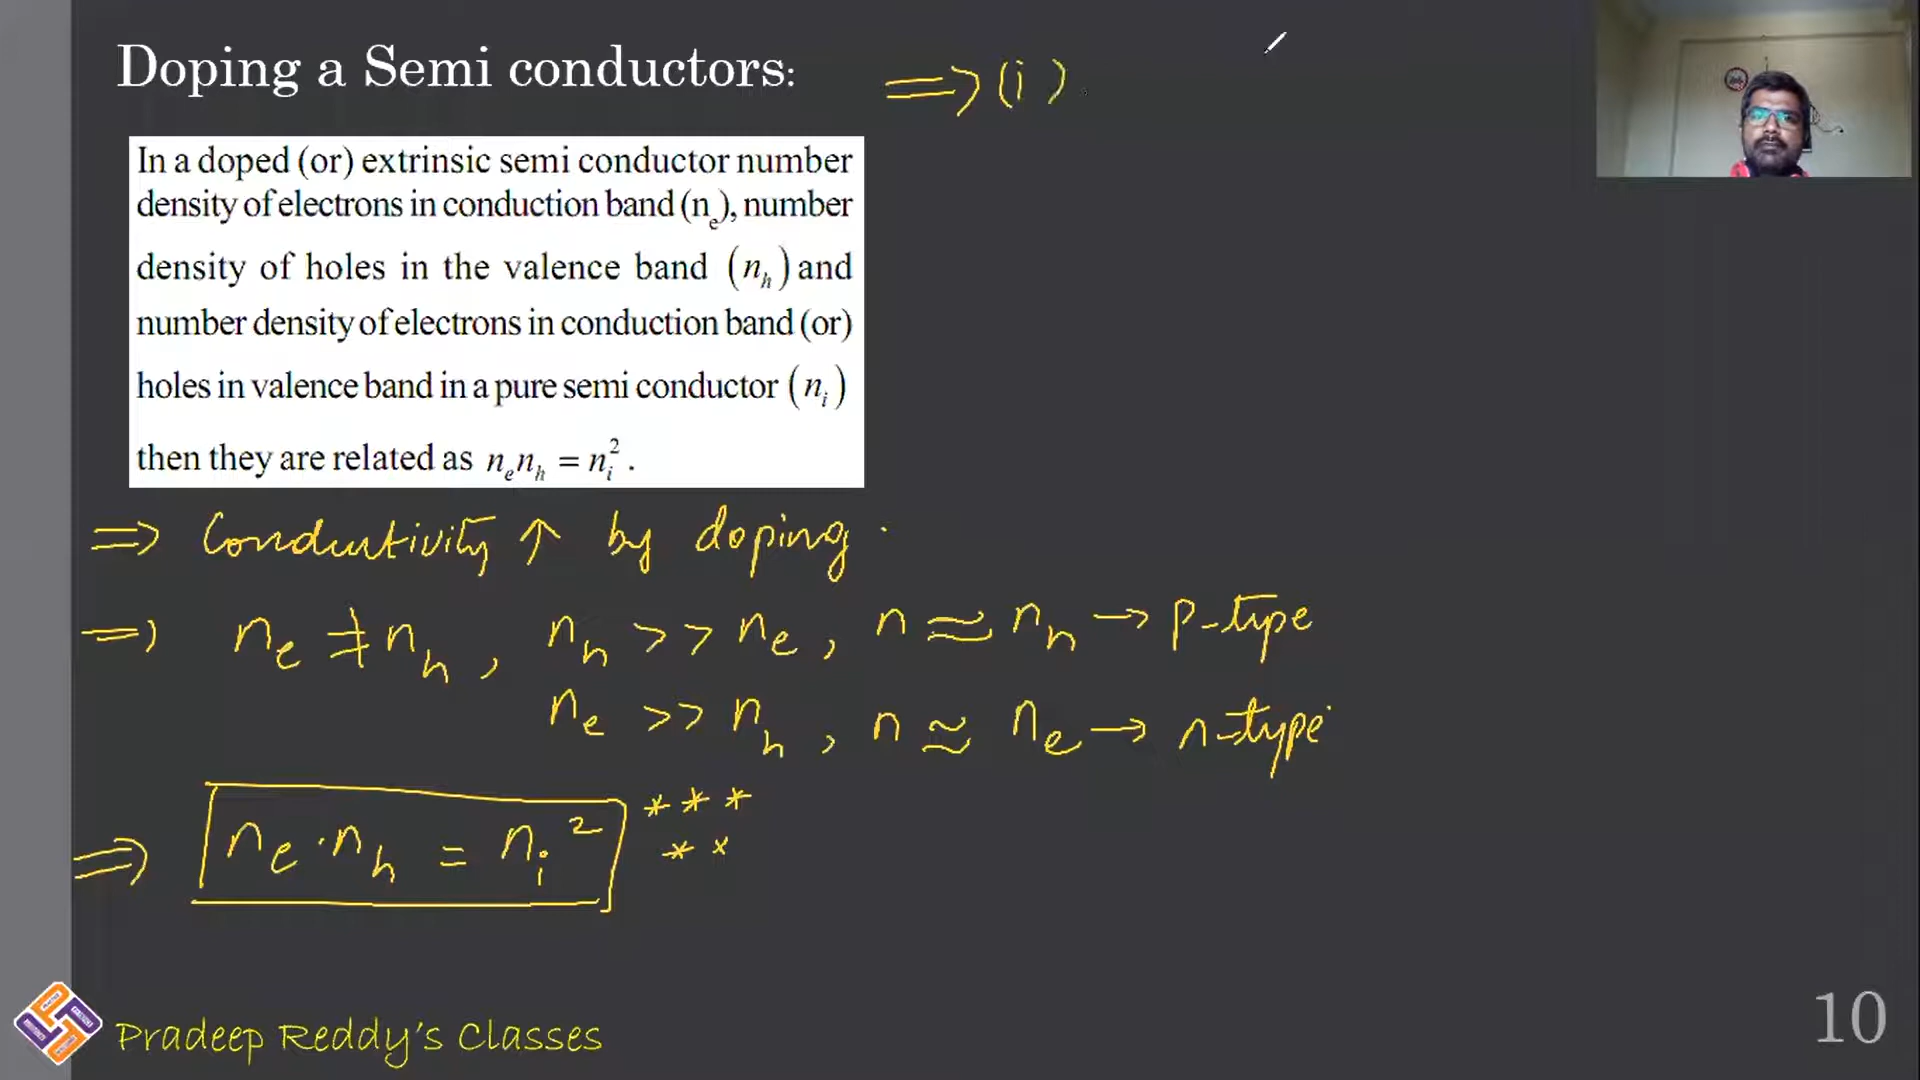 Doping a Semi conductors:
⇒ (i).
In a doped (or) extrinsic semi conductor number
density of electrons in conduction band (nₑ), number
density of holes in the valence band (nₕ) and
number density of electrons in conduction band (or)
holes in valence band in a pure semi conductor (nᵢ)
then they are related as nₑnₕ = nᵢ².
⇒ Conductivity ↑ by doping.
⇒ nₑ ≠ nₕ, nₕ >> nₑ, n ≈ nₕ → P-type
nₑ >> nₕ, n ≈ nₑ → n-type
⇒ nₑ·nₕ = nᵢ² * * *
* *
Pradeep Reddy's Classes
10